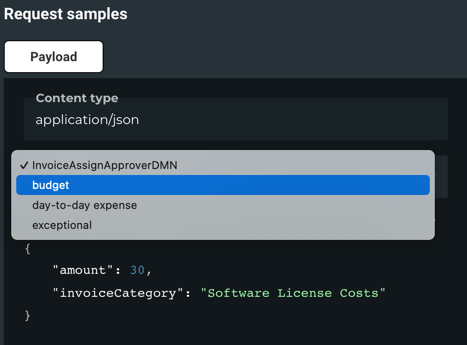 Request samples
Payload
Content type
application/json
✓ InvoiceAssignApproverDMN
budget
day-to-day expense
exceptional
{
"amount": 30,
"invoiceCategory": "Software License Costs"
}